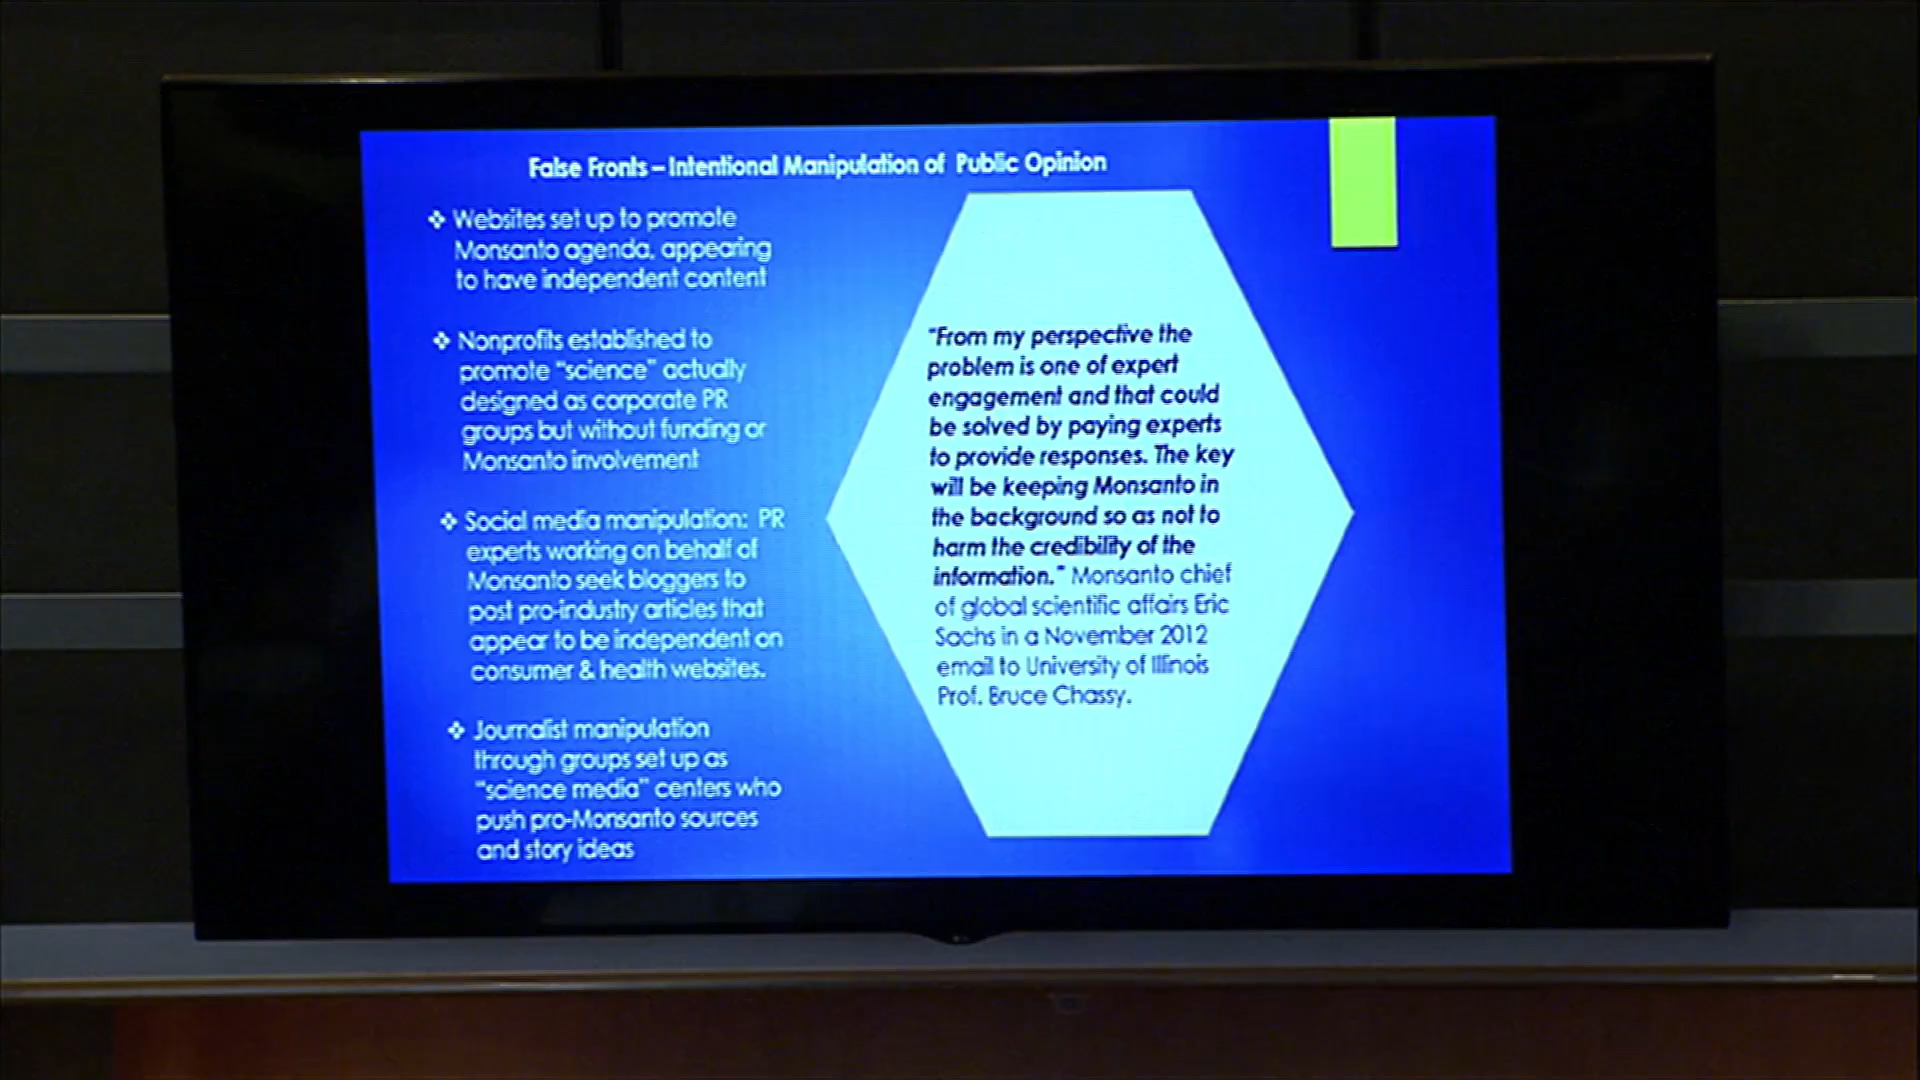 False Fronts – Intentional Manipulation of Public Opinion
❖ Websites set up to promote
Monsanto agenda, appearing
to have independent content
❖ Nonprofits established to
promote "science" actually
designed as corporate PR
groups but without funding or
Monsanto involvement
❖ Social media manipulation: PR
experts working on behalf of
Monsanto seek bloggers to
post pro-industry articles that
appear to be independent on
consumer & health websites.
❖ Journalist manipulation
through groups set up as
"science media" centers who
push pro-Monsanto sources
and story ideas
"From my perspective the
problem is one of expert
engagement and that could
be solved by paying experts
to provide responses. The key
will be keeping Monsanto in
the background so as not to
harm the credibility of the
information." Monsanto chief
of global scientific affairs Eric
Sachs in a November 2012
email to University of Illinois
Prof. Bruce Chassy.